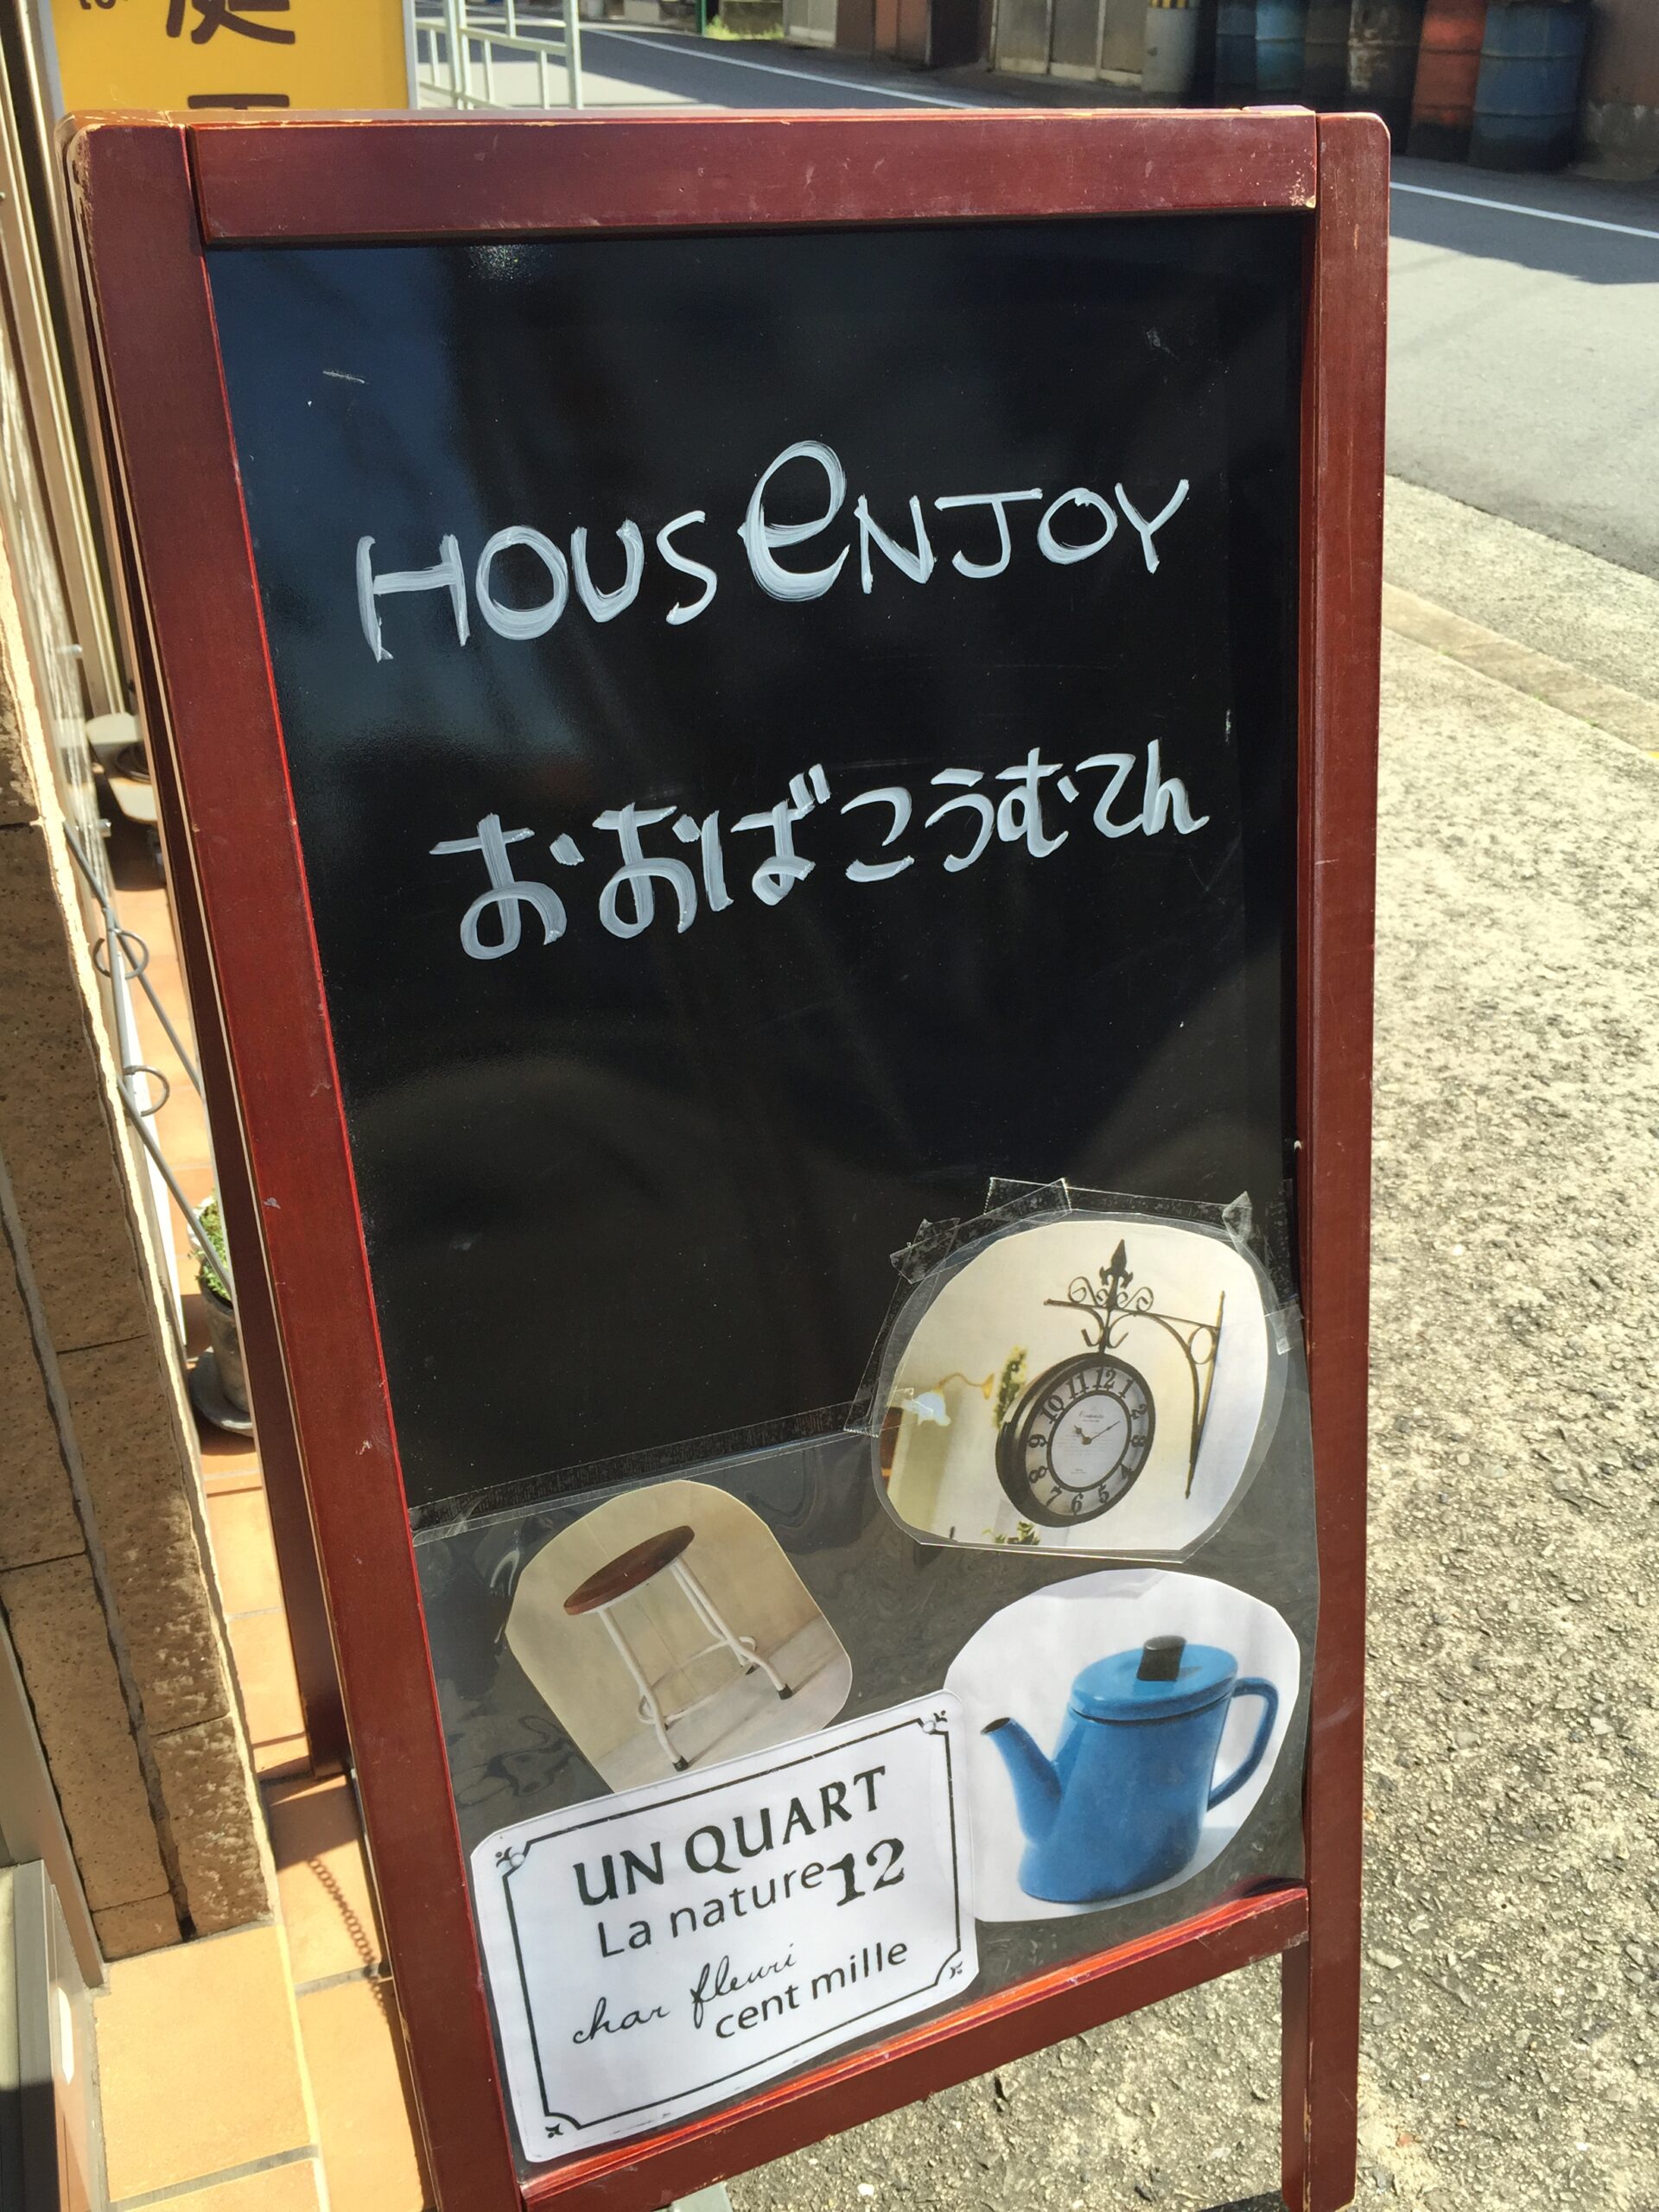 HOUSeNJOY
おおばこうむてん
UN QUART
La nature 12
char fleuri
cent mille